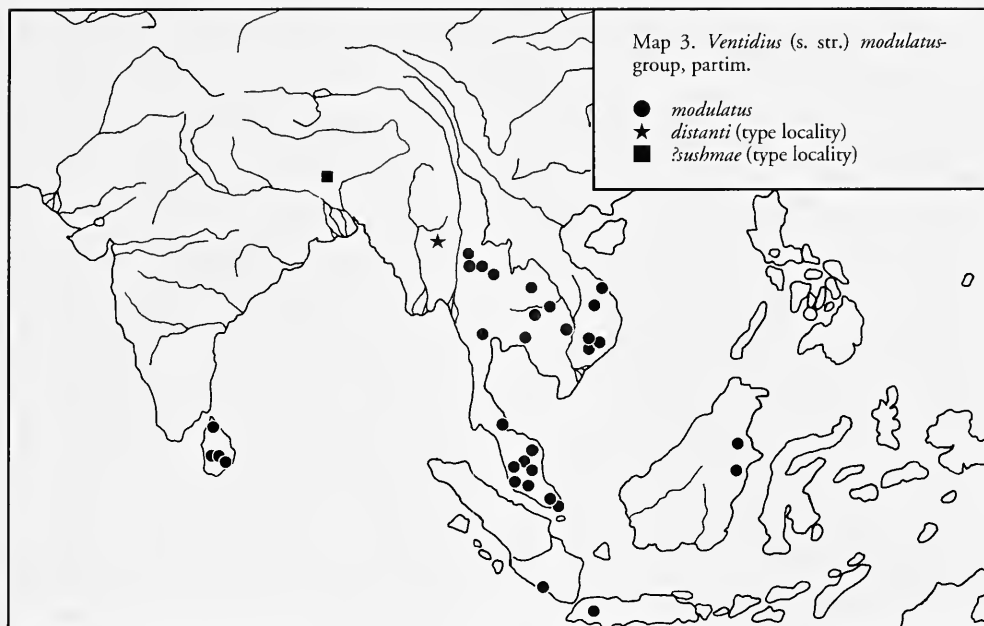 Map 3. Ventidius (s. str.) modulatus-
group, partim.
modulatus
distanti (type locality)
?sushmae (type locality)